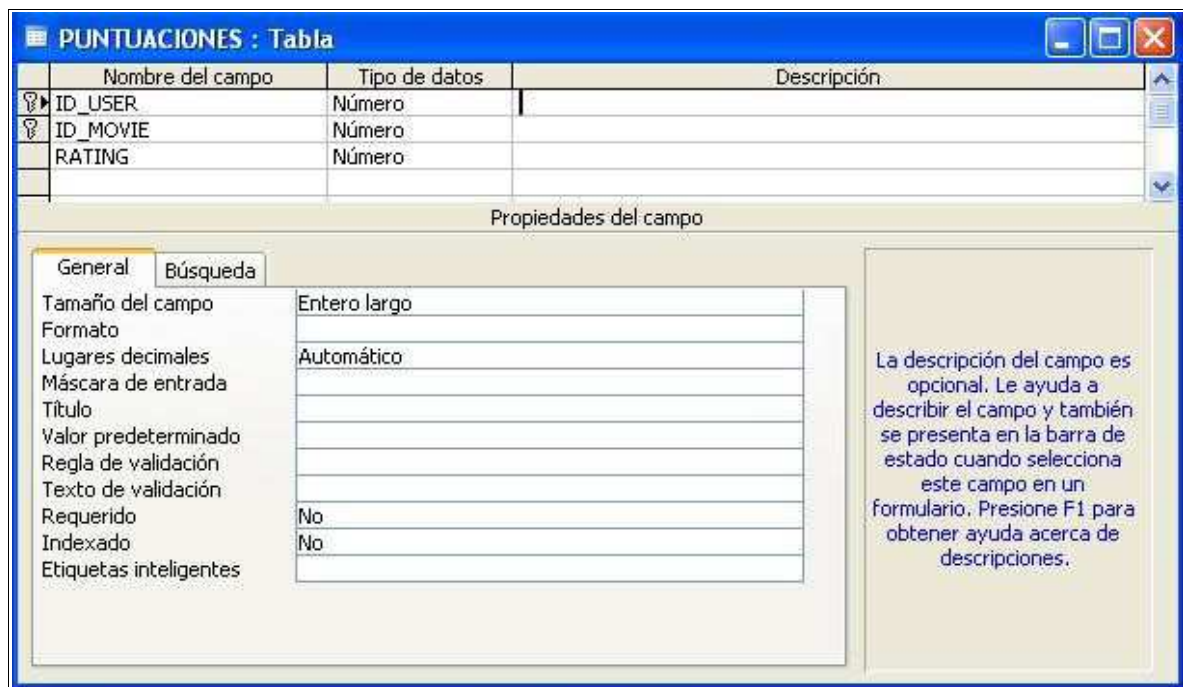 PUNTUACIONES : Tabla
Nombre del campo Tipo de datos Descripción
ID_USER Número
ID_MOVIE Número
RATING Número
Propiedades del campo
General Búsqueda
Tamaño del campo Entero largo
Formato
Lugares decimales Automático
Máscara de entrada
Título
Valor predeterminado
Regla de validación
Texto de validación
Requerido No
Indexado No
Etiquetas inteligentes
La descripción del campo es
opcional. Le ayuda a
describir el campo y también
se presenta en la barra de
estado cuando selecciona
este campo en un
formulario. Presione F1 para
obtener ayuda acerca de
descripciones.